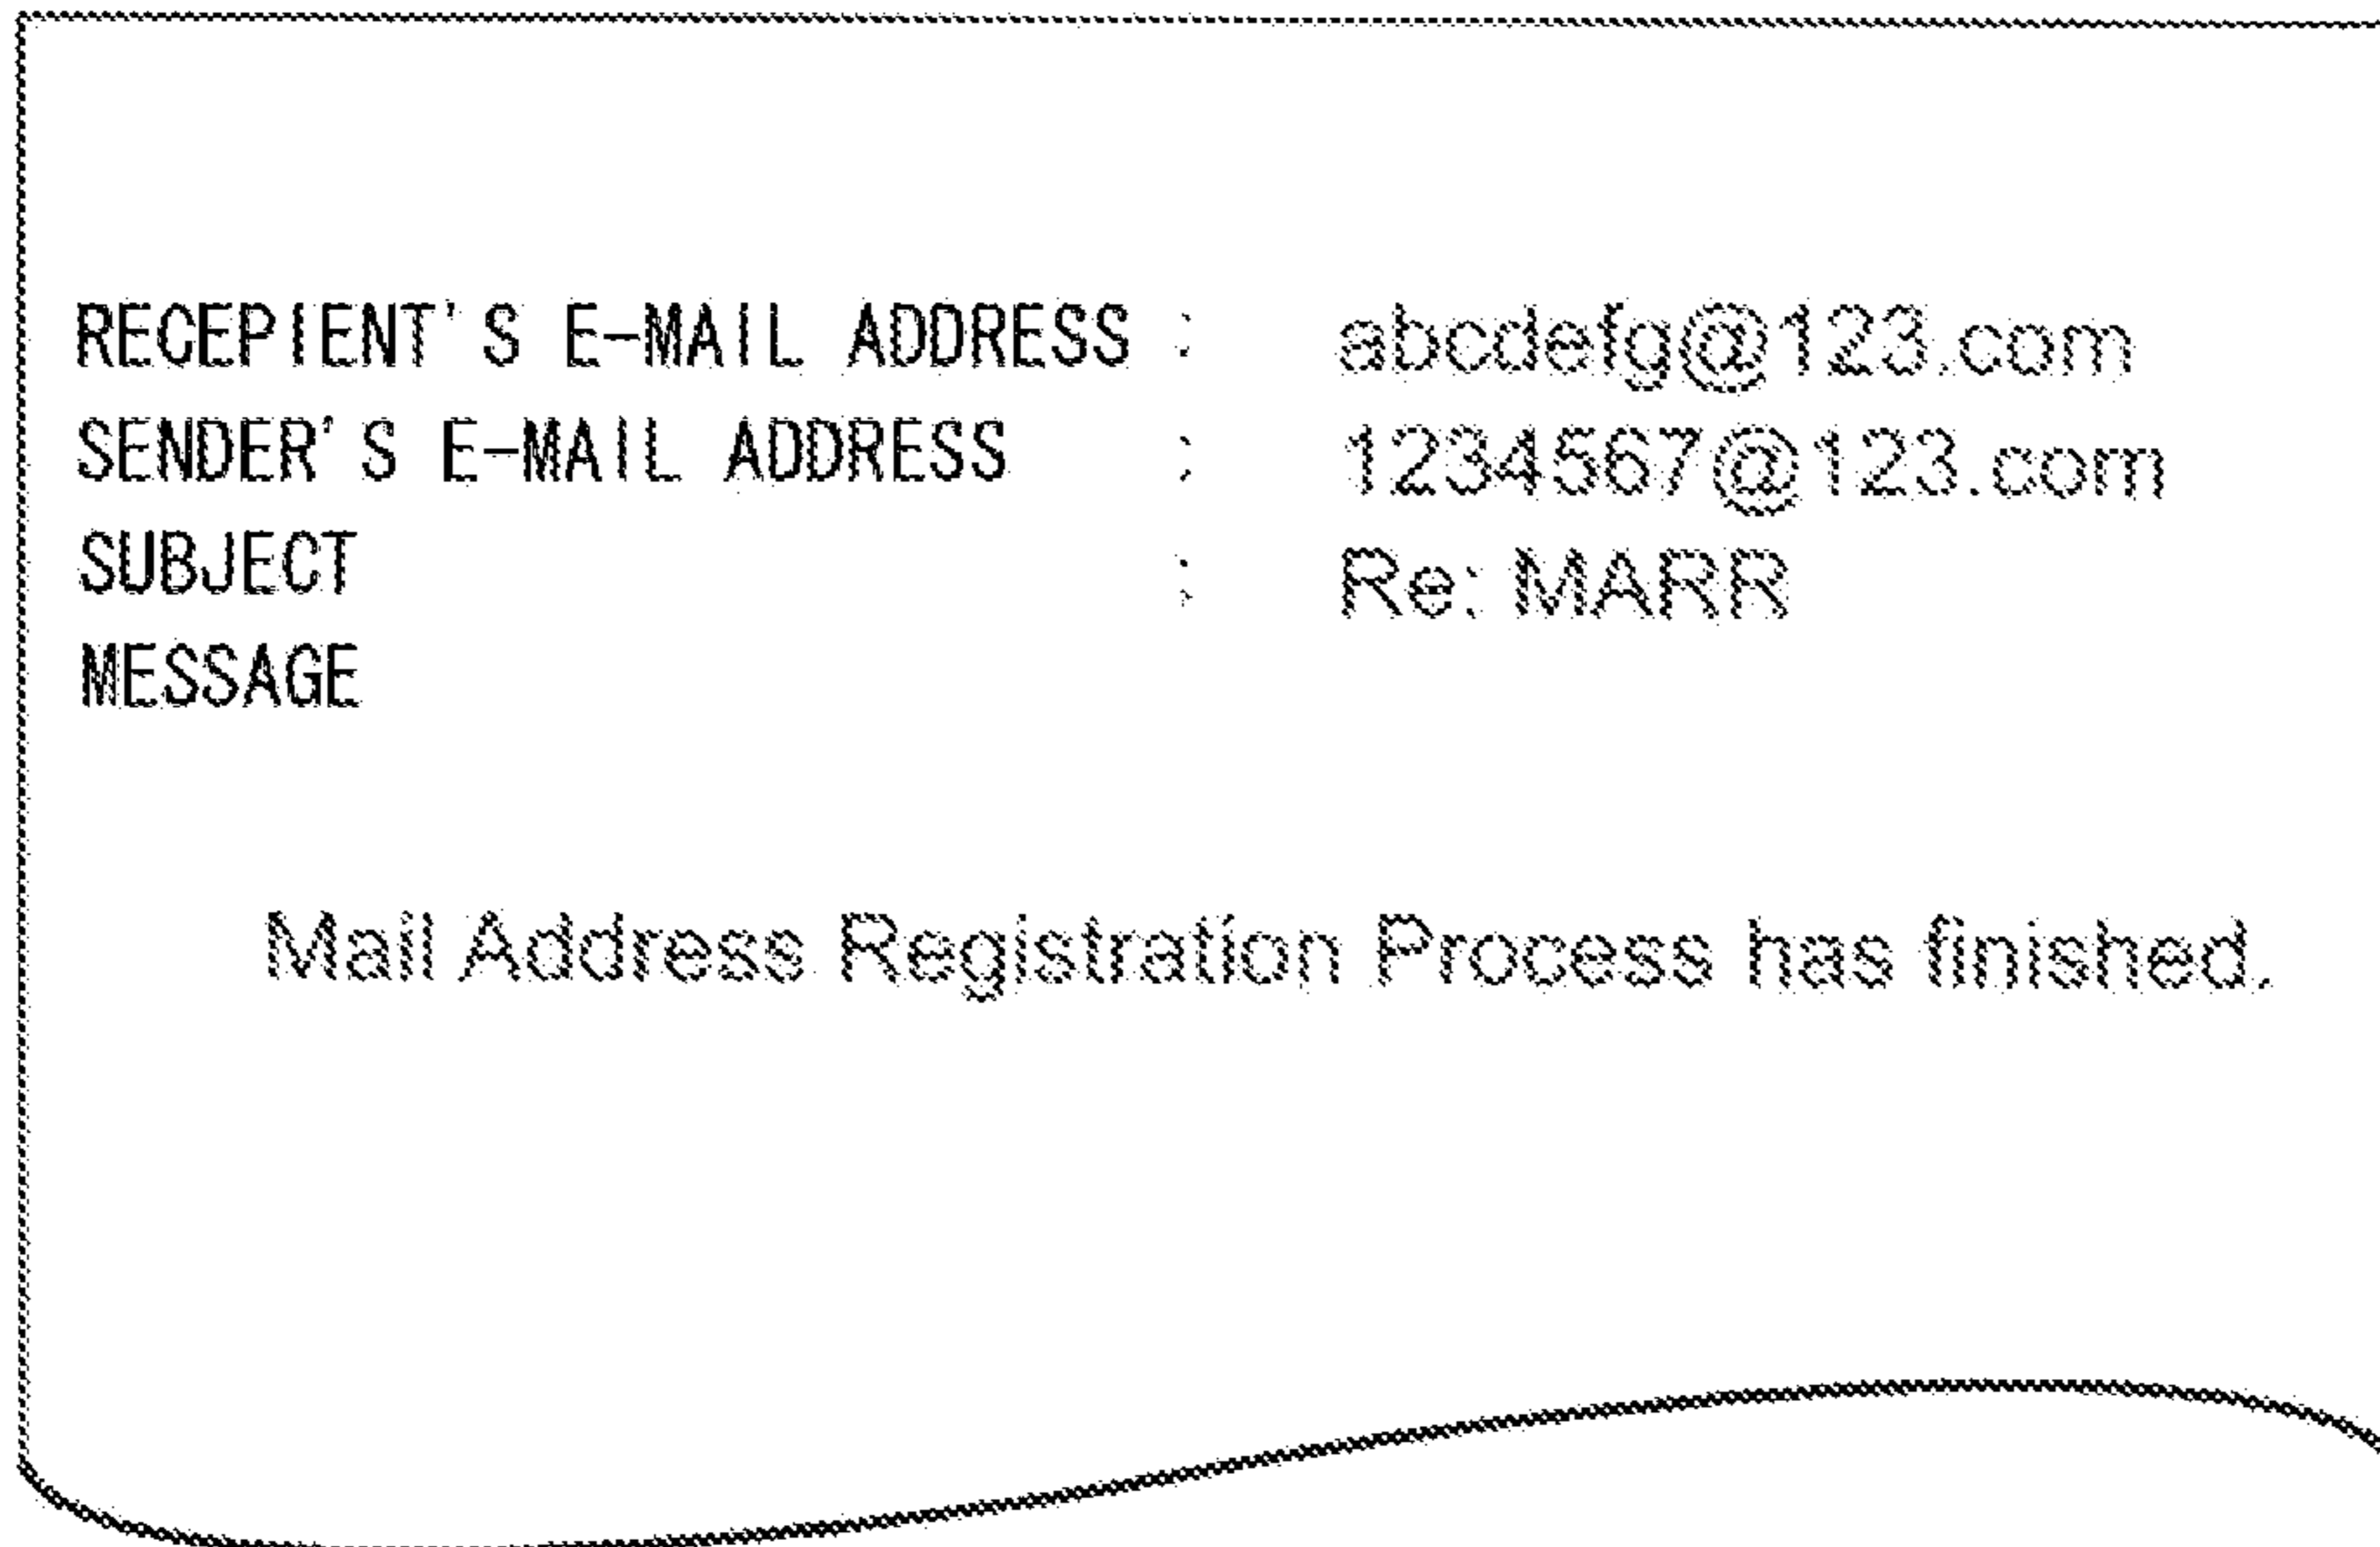 RECEPIENT'S E-MAIL ADDRESS : abcdefg@123.com
SENDER'S E-MAIL ADDRESS : 1234567@123.com
SUBJECT : Re: MARR
MESSAGE
Mail Address Registration Process has finished.